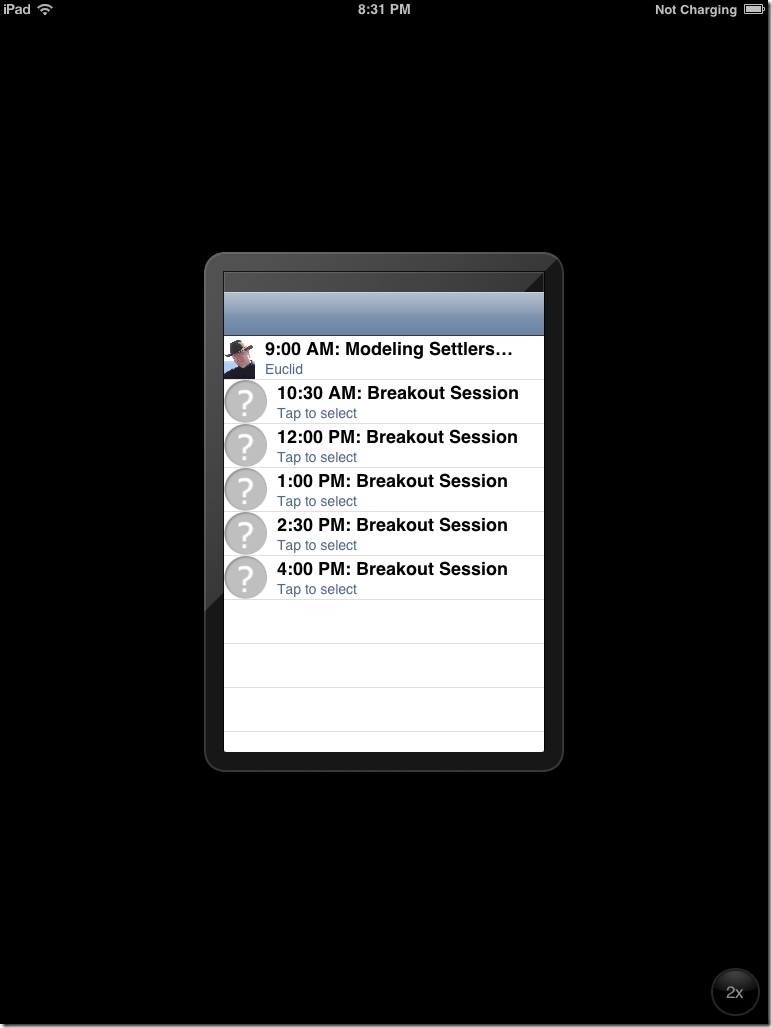 iPad 8:31 PM Not Charging
9:00 AM: Modeling Settlers...
Euclid
?
10:30 AM: Breakout Session
Tap to select
?
12:00 PM: Breakout Session
Tap to select
?
1:00 PM: Breakout Session
Tap to select
?
2:30 PM: Breakout Session
Tap to select
?
4:00 PM: Breakout Session
Tap to select
2x